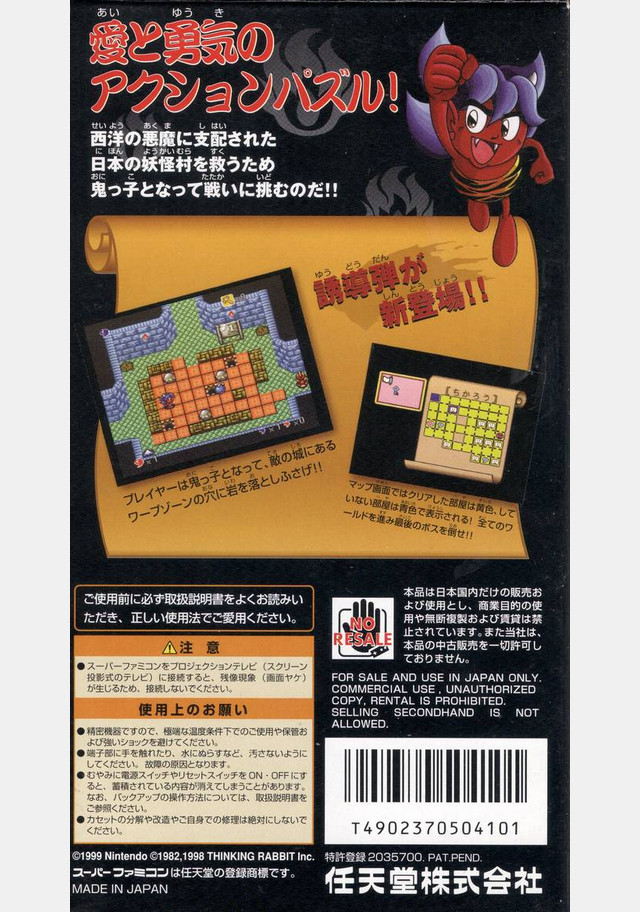 愛と勇気の
アクションパズル!
西洋の悪魔に支配された
日本の妖怪村を救うため
鬼っ子となって戦いに挑むのだ!!
誘導弾が
新登場!!
プレイヤーは鬼っ子となって、敵の城にある
ワープゾーンの穴に岩を落としふさげ!!
[ちかろう]
マップ画面ではクリアした部屋は黄色、して
いない部屋は青色で表示される! 全てのワ
ールドを進み最後のボスを倒せ!!
ご使用前に必ず取扱説明書をよくお読みい
ただき、正しい使用法でご愛用ください。
注意
●スーパーファミコンをプロジェクションテレビ(スクリーン
投影式のテレビ)に接続すると、残像現象(画面ヤケ)
が生じるため、接続しないでください。
使用上のお願い
●精密機器ですので、極端な温度条件下でのご使用や保管お
よび強いショックを避けてください。
●端子部に手を触れたり、水にぬらすなど、汚さないように
してください。故障の原因となります。
●むやみに電源スイッチやリセットスイッチをON・OFFにす
ると、蓄積されている内容が消えてしまうことがあります。
なお、バックアップの操作方法については、取扱説明書を
ご参照ください。
●カセットの分解や改造やご自身での修理は絶対にしないで
ください。
NO
RESALE
本品は日本国内だけの販売お
よび使用とし、商業目的の使
用や無断複製および賃貸は禁
止されています。また当社は、
本品の中古販売を一切許可し
ておりません。
FOR SALE AND USE IN JAPAN ONLY.
COMMERCIAL USE, UNAUTHORIZED
COPY, RENTAL IS PROHIBITED.
SELLING SECONDHAND IS NOT
ALLOWED.
T4902370504101
©1999 Nintendo ©1982,1998 THINKING RABBIT Inc.
スーパーファミコンは任天堂の登録商標です。
MADE IN JAPAN
特許登録 2035700. PAT.PEND.
任天堂株式会社